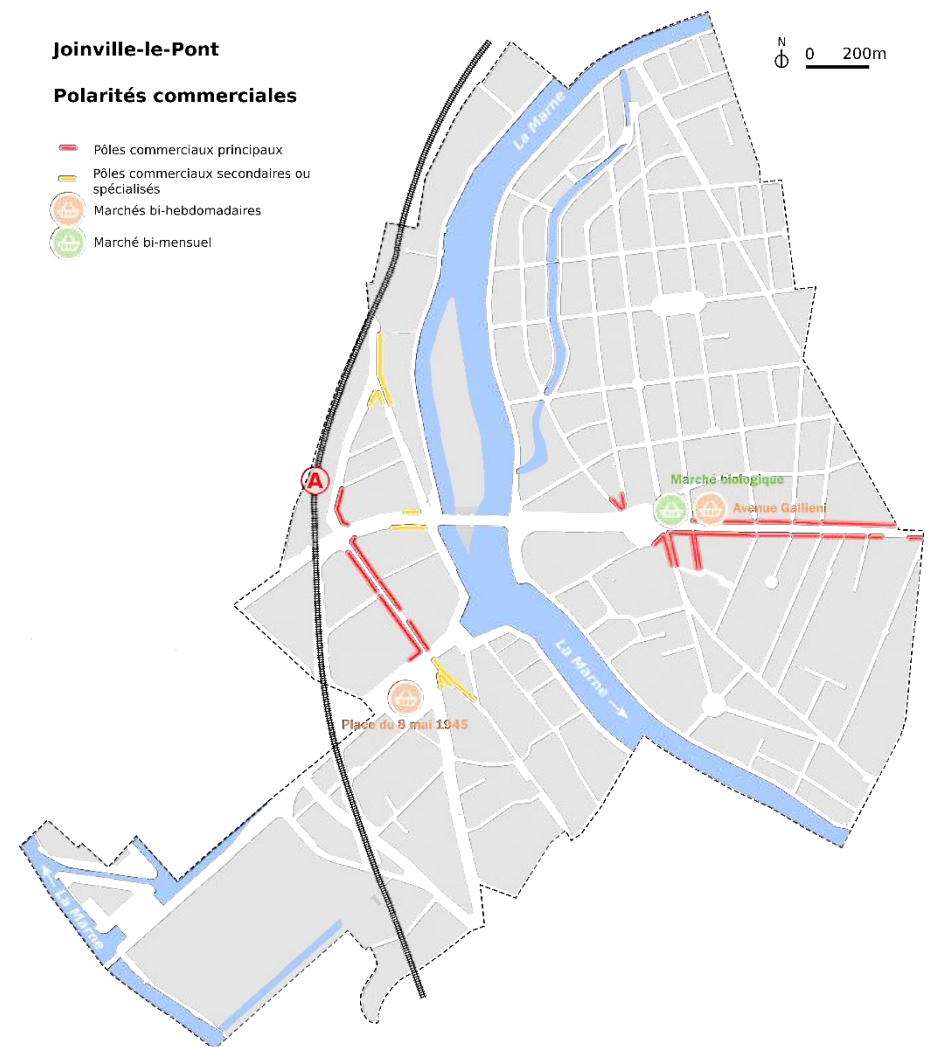 Joinville-le-Pont
N
0 200m
Polarités commerciales
Pôles commerciaux principaux
Pôles commerciaux secondaires ou
spécialisés
Marchés bi-hebdomadaires
Marché bi-mensuel
La Marne
A
Marché biologique
Avenue Gallieni
La Marne
Place du 8 mai 1945
La Marne